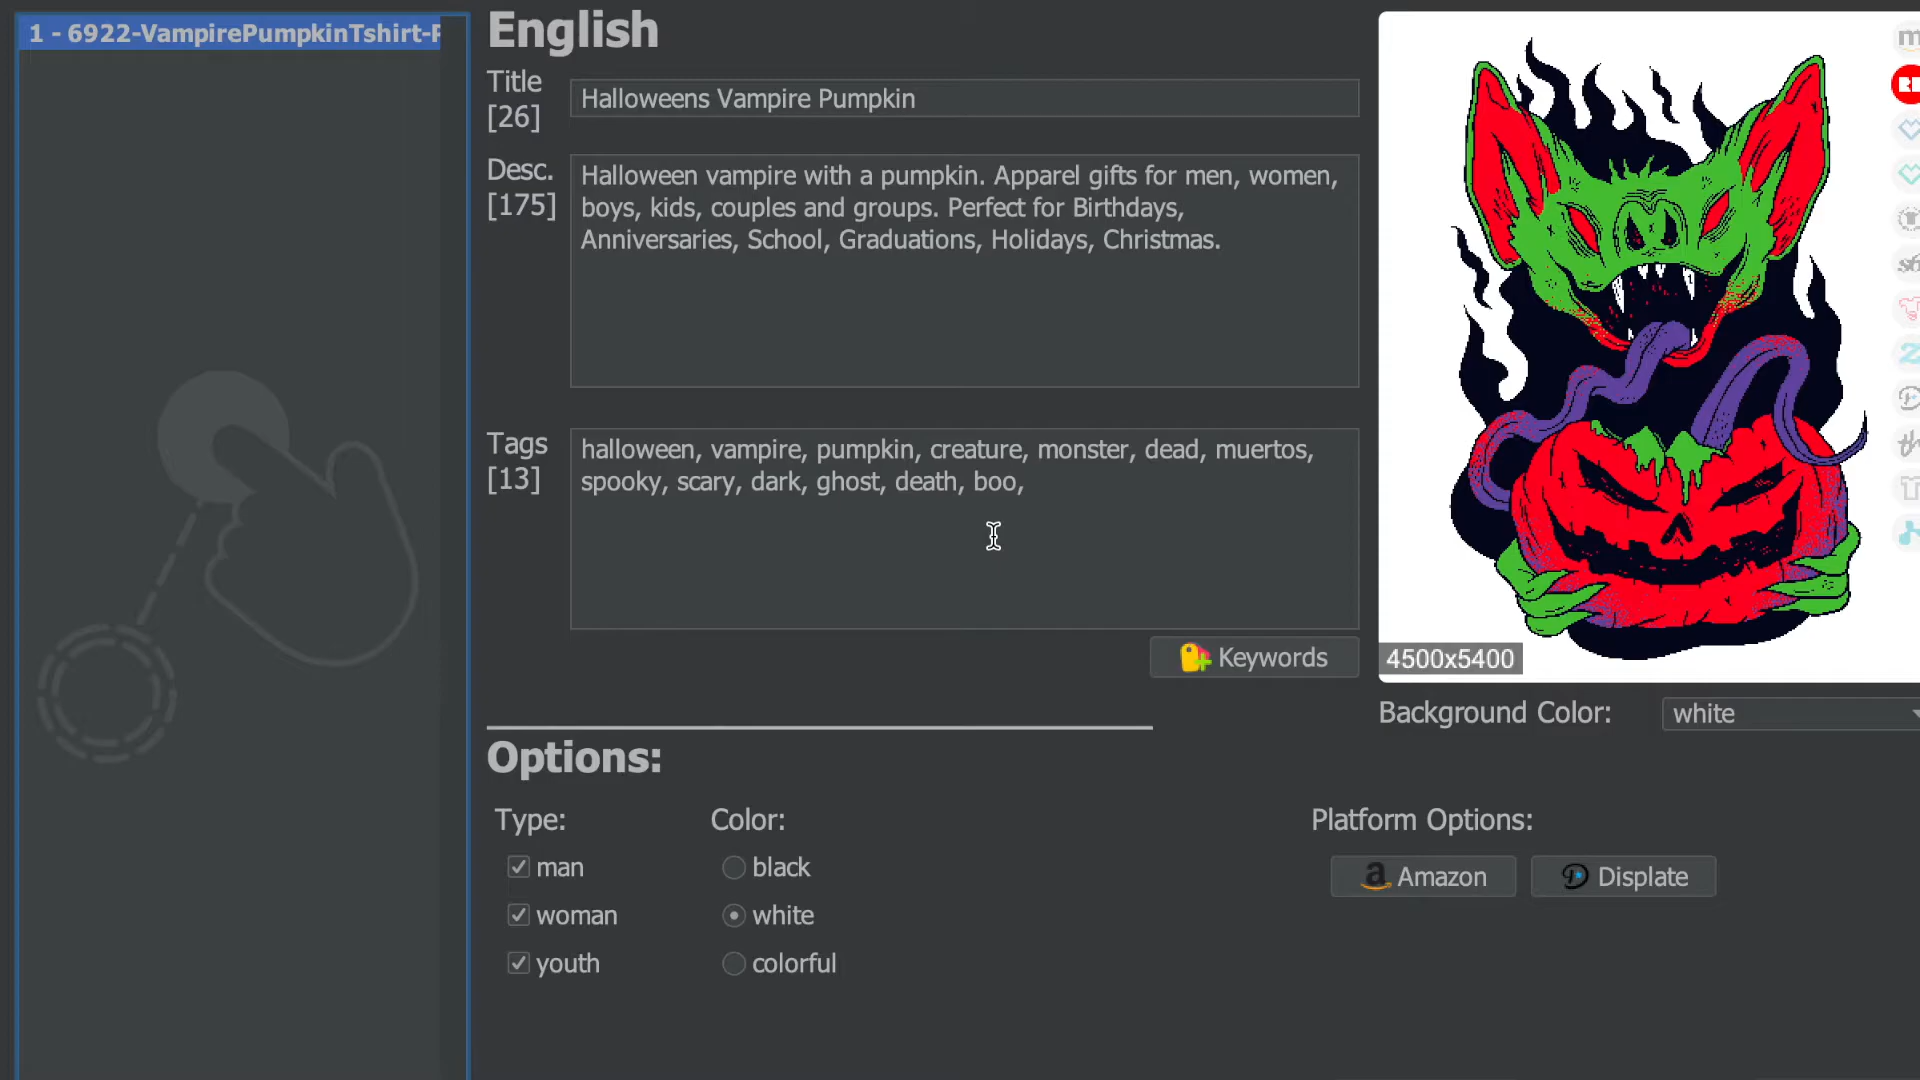 1 - 6922-VampirePumpkinTshirt-P
English
Title
[26]
Halloweens Vampire Pumpkin
Desc.
[175]
Halloween vampire with a pumpkin. Apparel gifts for men, women,
boys, kids, couples and groups. Perfect for Birthdays,
Anniversaries, School, Graduations, Holidays, Christmas.
Tags
[13]
halloween, vampire, pumpkin, creature, monster, dead, muertos,
spooky, scary, dark, ghost, death, boo,
Keywords
4500x5400
Background Color:
white
Options:
Type:
Color:
Platform Options:
man
black
Amazon
Displate
woman
white
youth
colorful